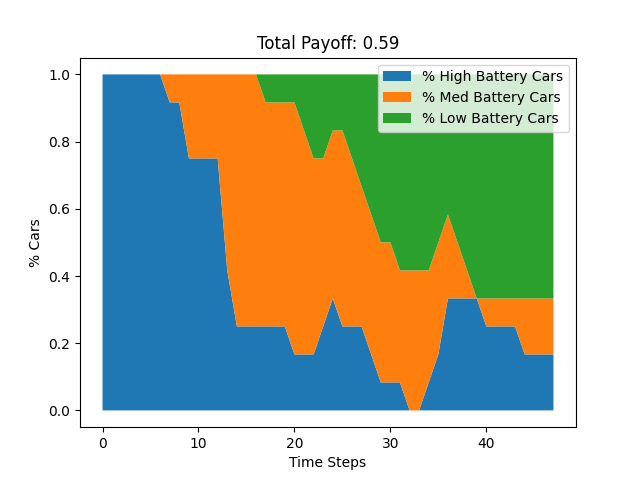 Total Payoff: 0.59
% High Battery Cars
% Med Battery Cars
% Low Battery Cars
% Cars
1.0
0.8
0.6
0.4
0.2
0.0
0 10 20 30 40
Time Steps